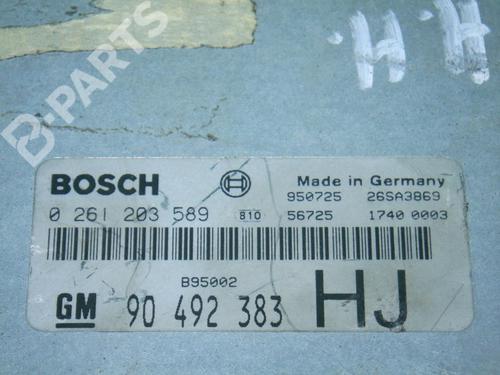 B-PARTS
H H
BOSCH
Made in Germany
950725 26SA3869
0 261 203 589 810 56725 1740 0003
B95002
GM 90 492 383 HJ